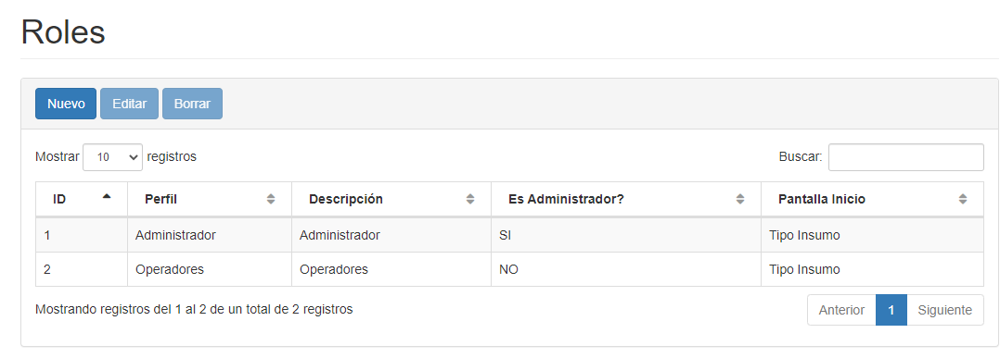 Roles
Nuevo Editar Borrar
Mostrar 10 registros Buscar:
ID Perfil Descripción Es Administrador? Pantalla Inicio
1 Administrador Administrador SI Tipo Insumo
2 Operadores Operadores NO Tipo Insumo
Mostrando registros del 1 al 2 de un total de 2 registros Anterior 1 Siguiente